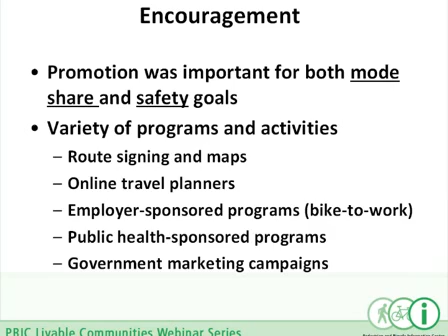 Encouragement
• Promotion was important for both mode
share and safety goals
• Variety of programs and activities
– Route signing and maps
– Online travel planners
– Employer-sponsored programs (bike-to-work)
– Public health-sponsored programs
– Government marketing campaigns
PBIC Livable Communities Webinar Series
i